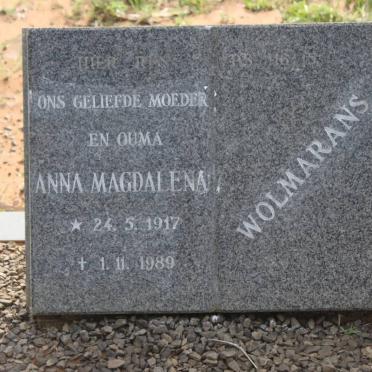 HIER RUS
ONS GELIEFDE MOEDER
EN OUMA
ANNA MAGDALENA
★ 24. 5. 1917
✝ 1. 11. 1989
WOLMARANS